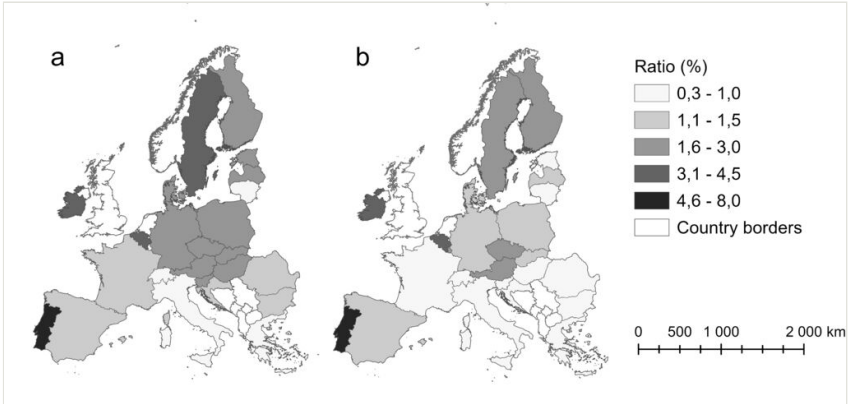 a
b
Ratio (%)
0,3 - 1,0
1,1 - 1,5
1,6 - 3,0
3,1 - 4,5
4,6 - 8,0
Country borders
0 500 1 000 2 000 km